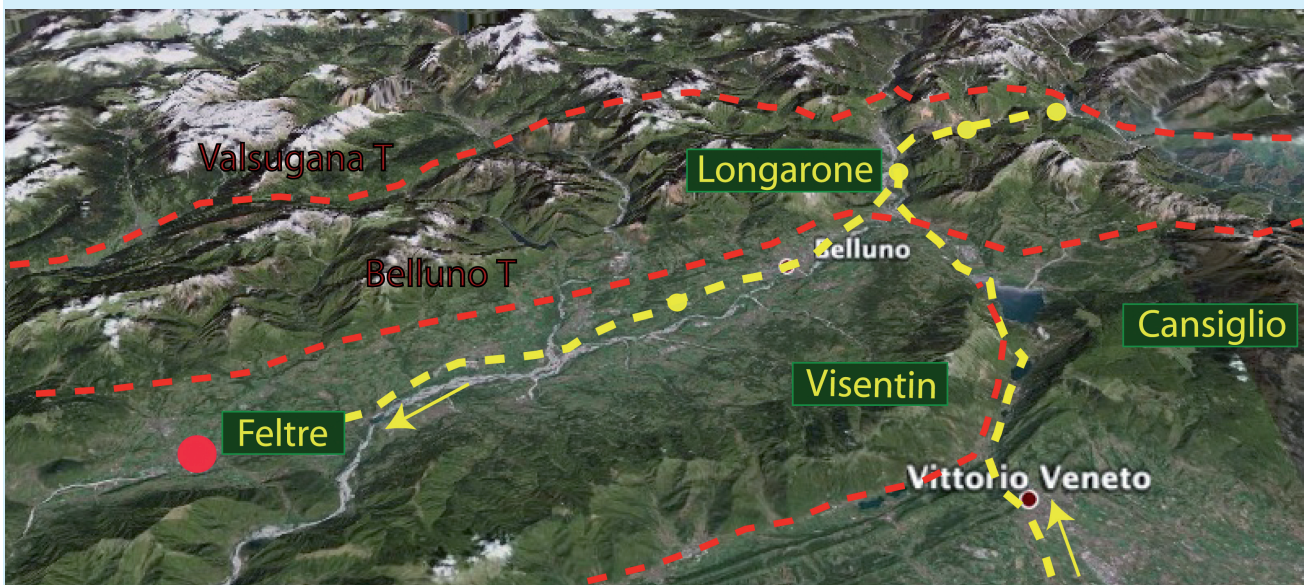 Valsugana T
Longarone
Belluno
Belluno T
Cansiglio
Visentin
Feltre
Vittorio Veneto